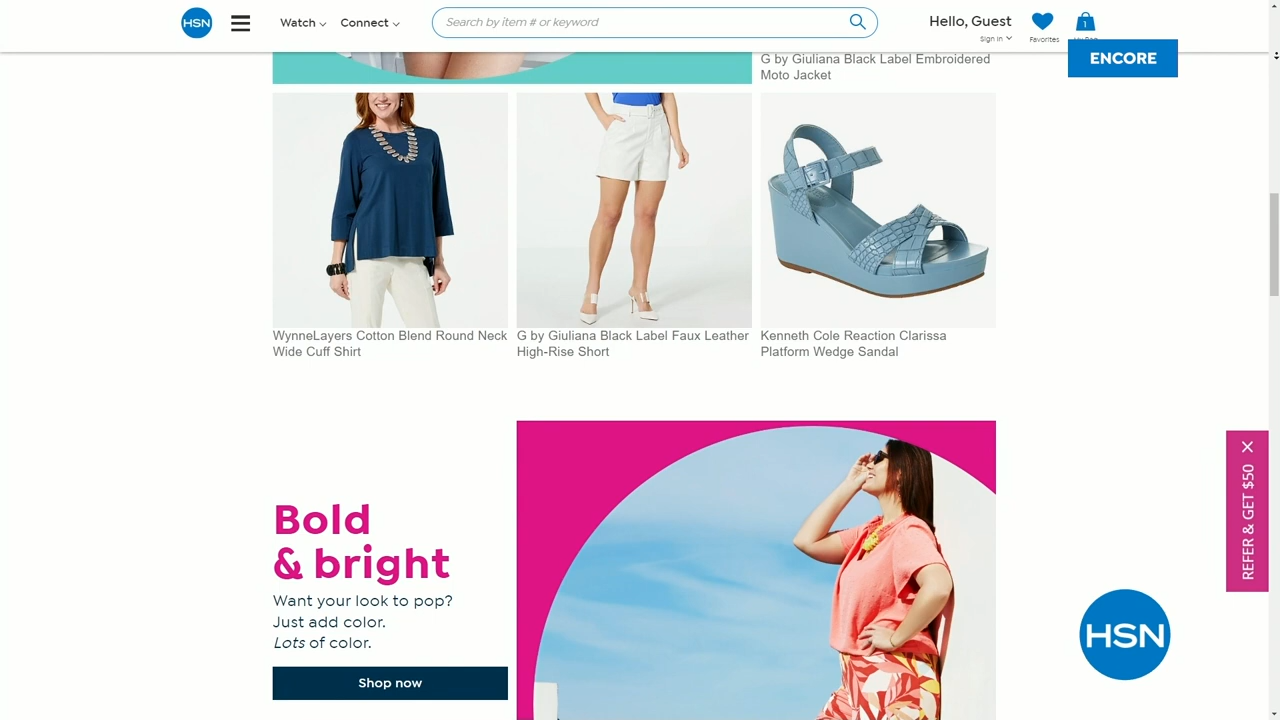 HSN
Watch
Connect
Search by item # or keyword
Hello, Guest
Sign In
Favorites
1
ENCORE
G by Giuliana Black Label Embroidered
Moto Jacket
WynneLayers Cotton Blend Round Neck
Wide Cuff Shirt
G by Giuliana Black Label Faux Leather
High-Rise Short
Kenneth Cole Reaction Clarissa
Platform Wedge Sandal
Bold
& bright
Want your look to pop?
Just add color.
Lots of color.
Shop now
REFER & GET $50
HSN